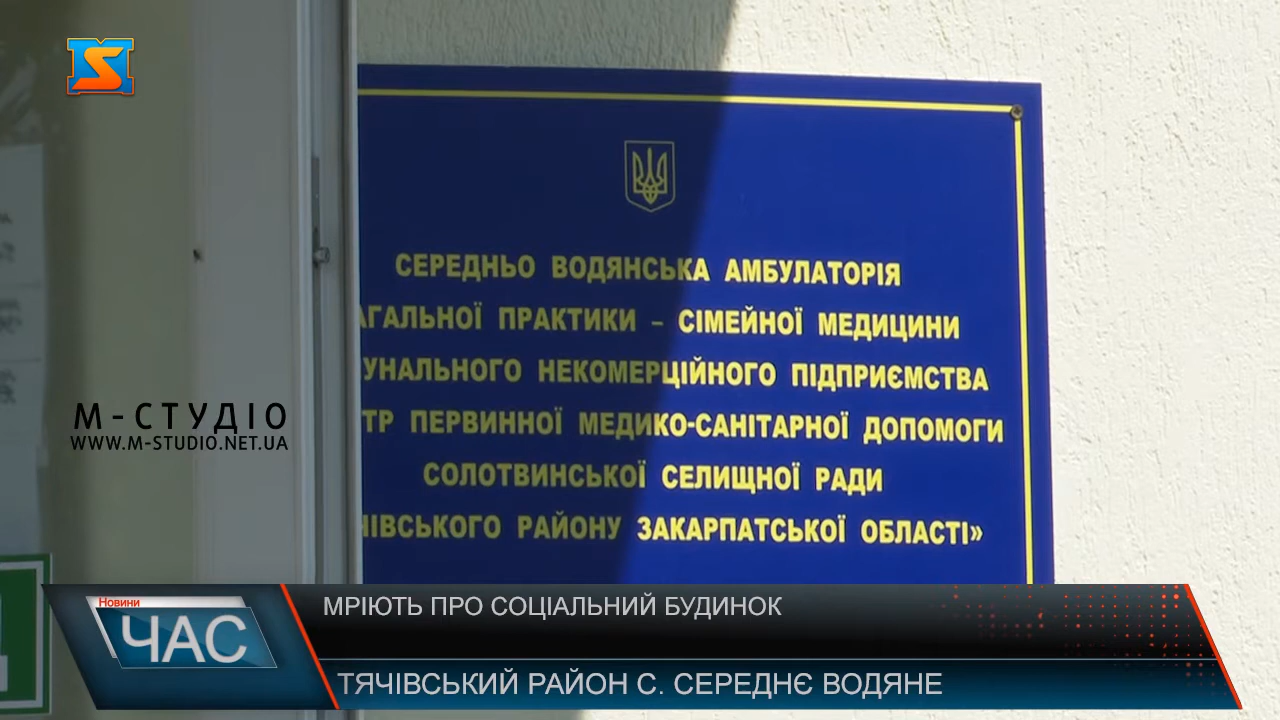 СЕРЕДНЬО ВОДЯНСЬКА АМБУЛАТОРІЯ
АГАЛЬНОЇ ПРАКТИКИ – СІМЕЙНОЇ МЕДИЦИНИ
УНАЛЬНОГО НЕКОМЕРЦІЙНОГО ПІДПРИЄМСТВА
ТР ПЕРВИННОЇ МЕДИКО-САНІТАРНОЇ ДОПОМОГИ
СОЛОТВИНСЬКОЇ СЕЛИЩНОЇ РАДИ
ІВСЬКОГО РАЙОНУ ЗАКАРПАТСЬКОЇ ОБЛАСТІ»
М-СТУДІО
WWW.M-STUDIO.NET.UA
Новини
ЧАС
МРІЮТЬ ПРО СОЦІАЛЬНИЙ БУДИНОК
ТЯЧІВСЬКИЙ РАЙОН С. СЕРЕДНЄ ВОДЯНЕ